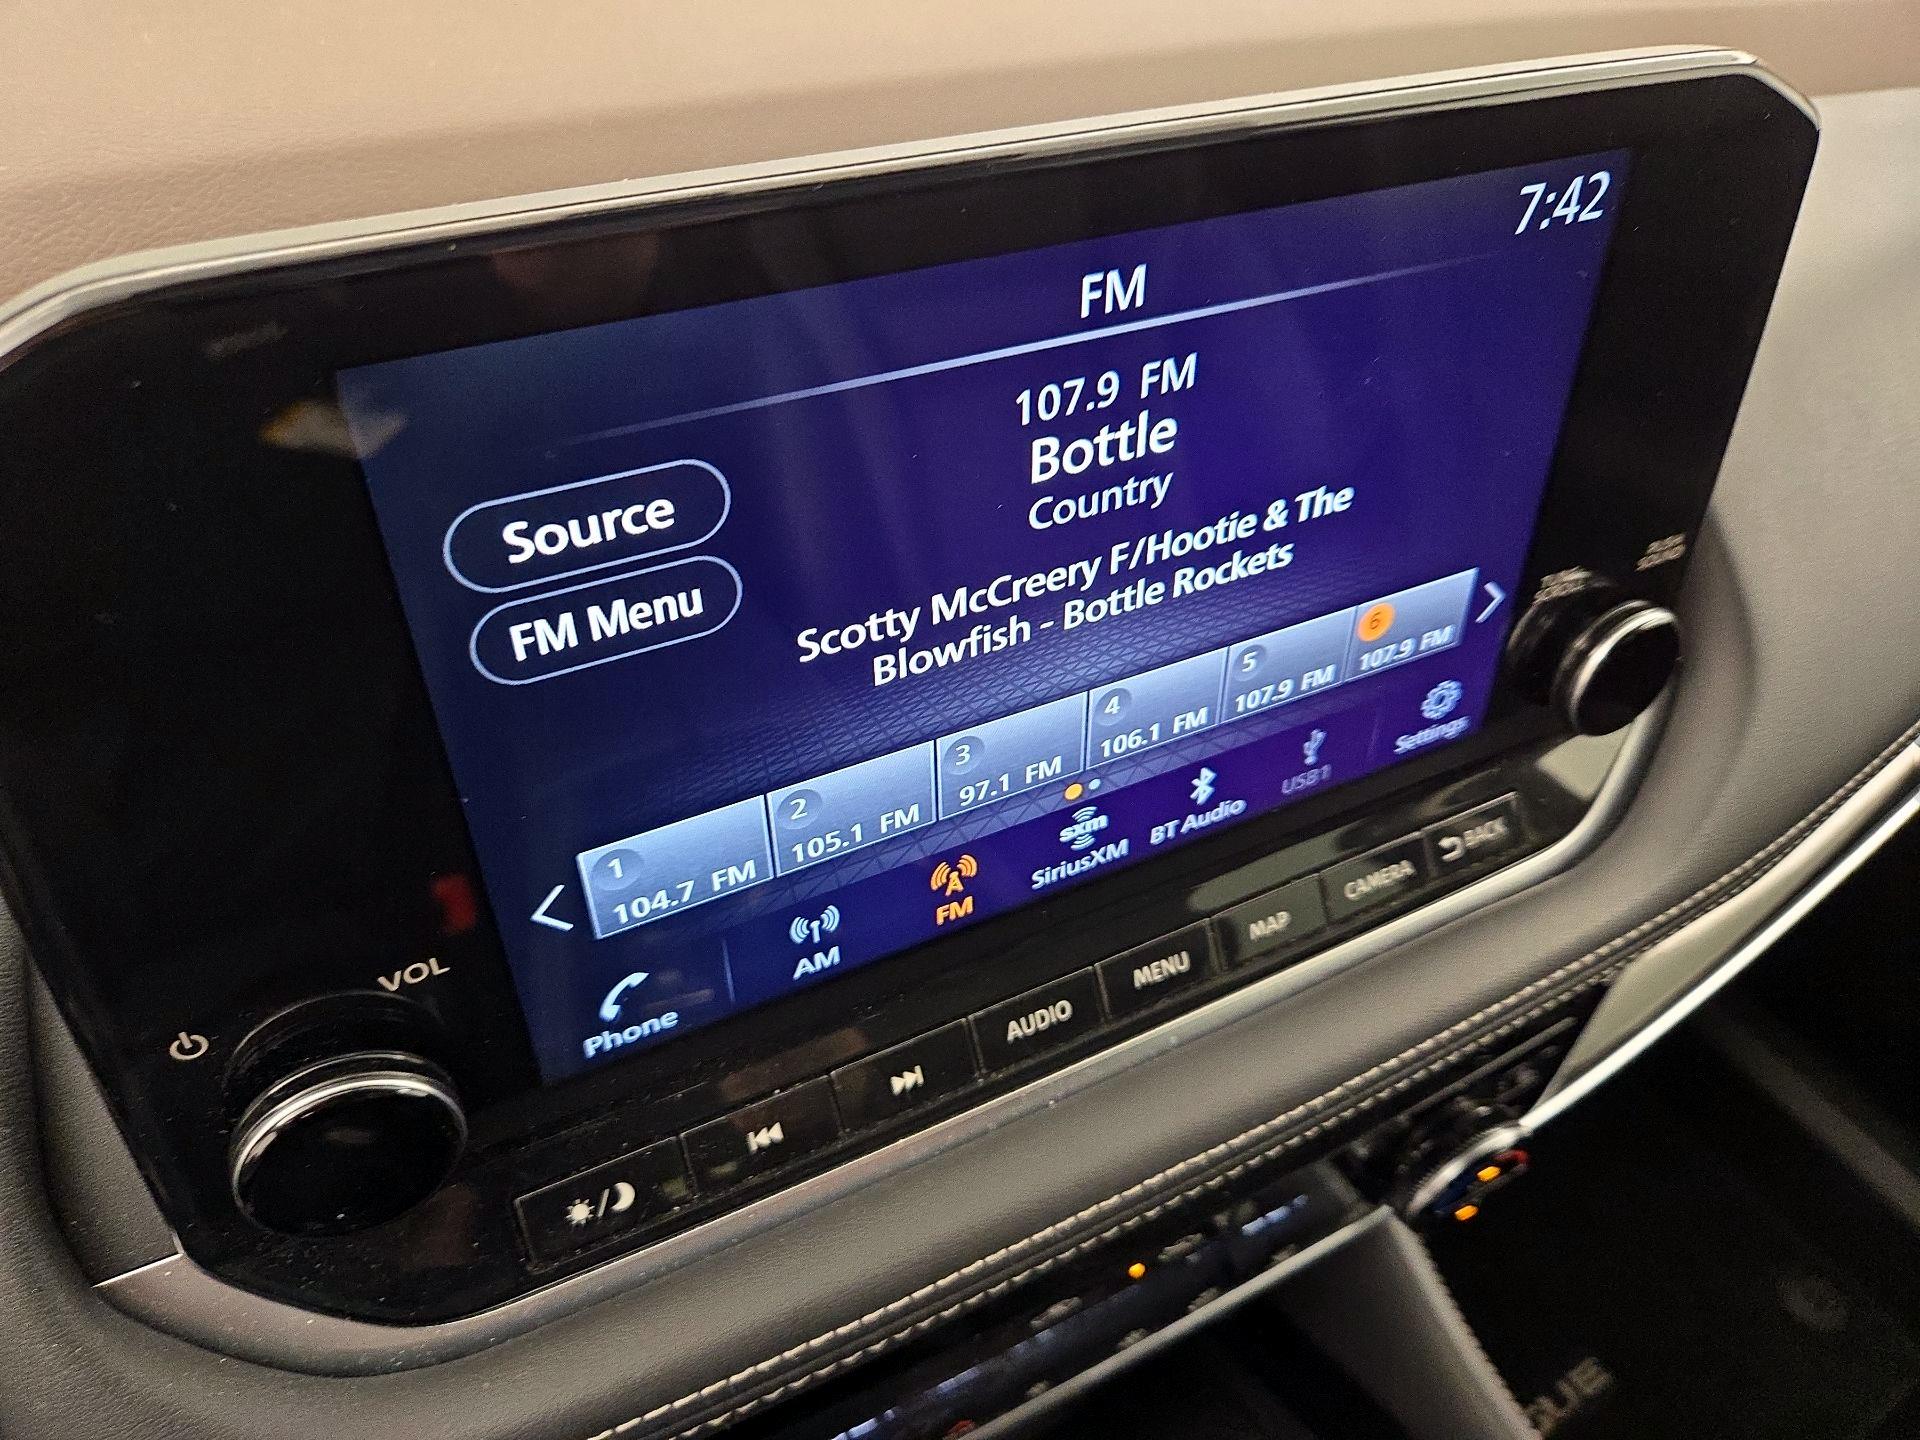 7:42
FM
107.9 FM
Bottle
Country
Scotty McCreery F/Hootie & The
Blowfish - Bottle Rockets
Source
FM Menu
1
104.7 FM
2
105.1 FM
3
97.1 FM
4
106.1 FM
5
107.9 FM
6
107.9 FM
Phone
AM
FM
sxm
SiriusXM
BT Audio
USB1
Settings
VOL
AUDIO
MENU
MAP
CAMERA
BACK